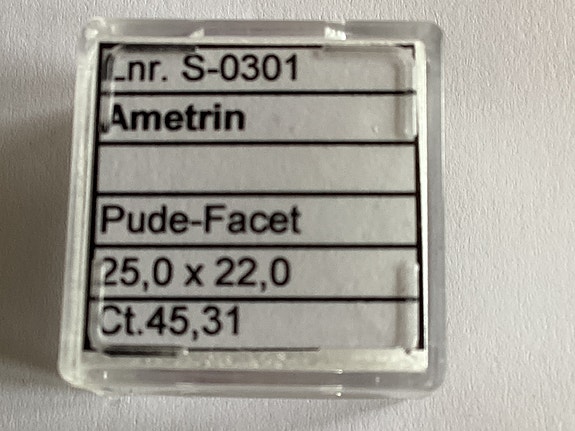 Lnr. S-0301
Ametrin
Pude-Facet
25,0 x 22,0
Ct.45,31